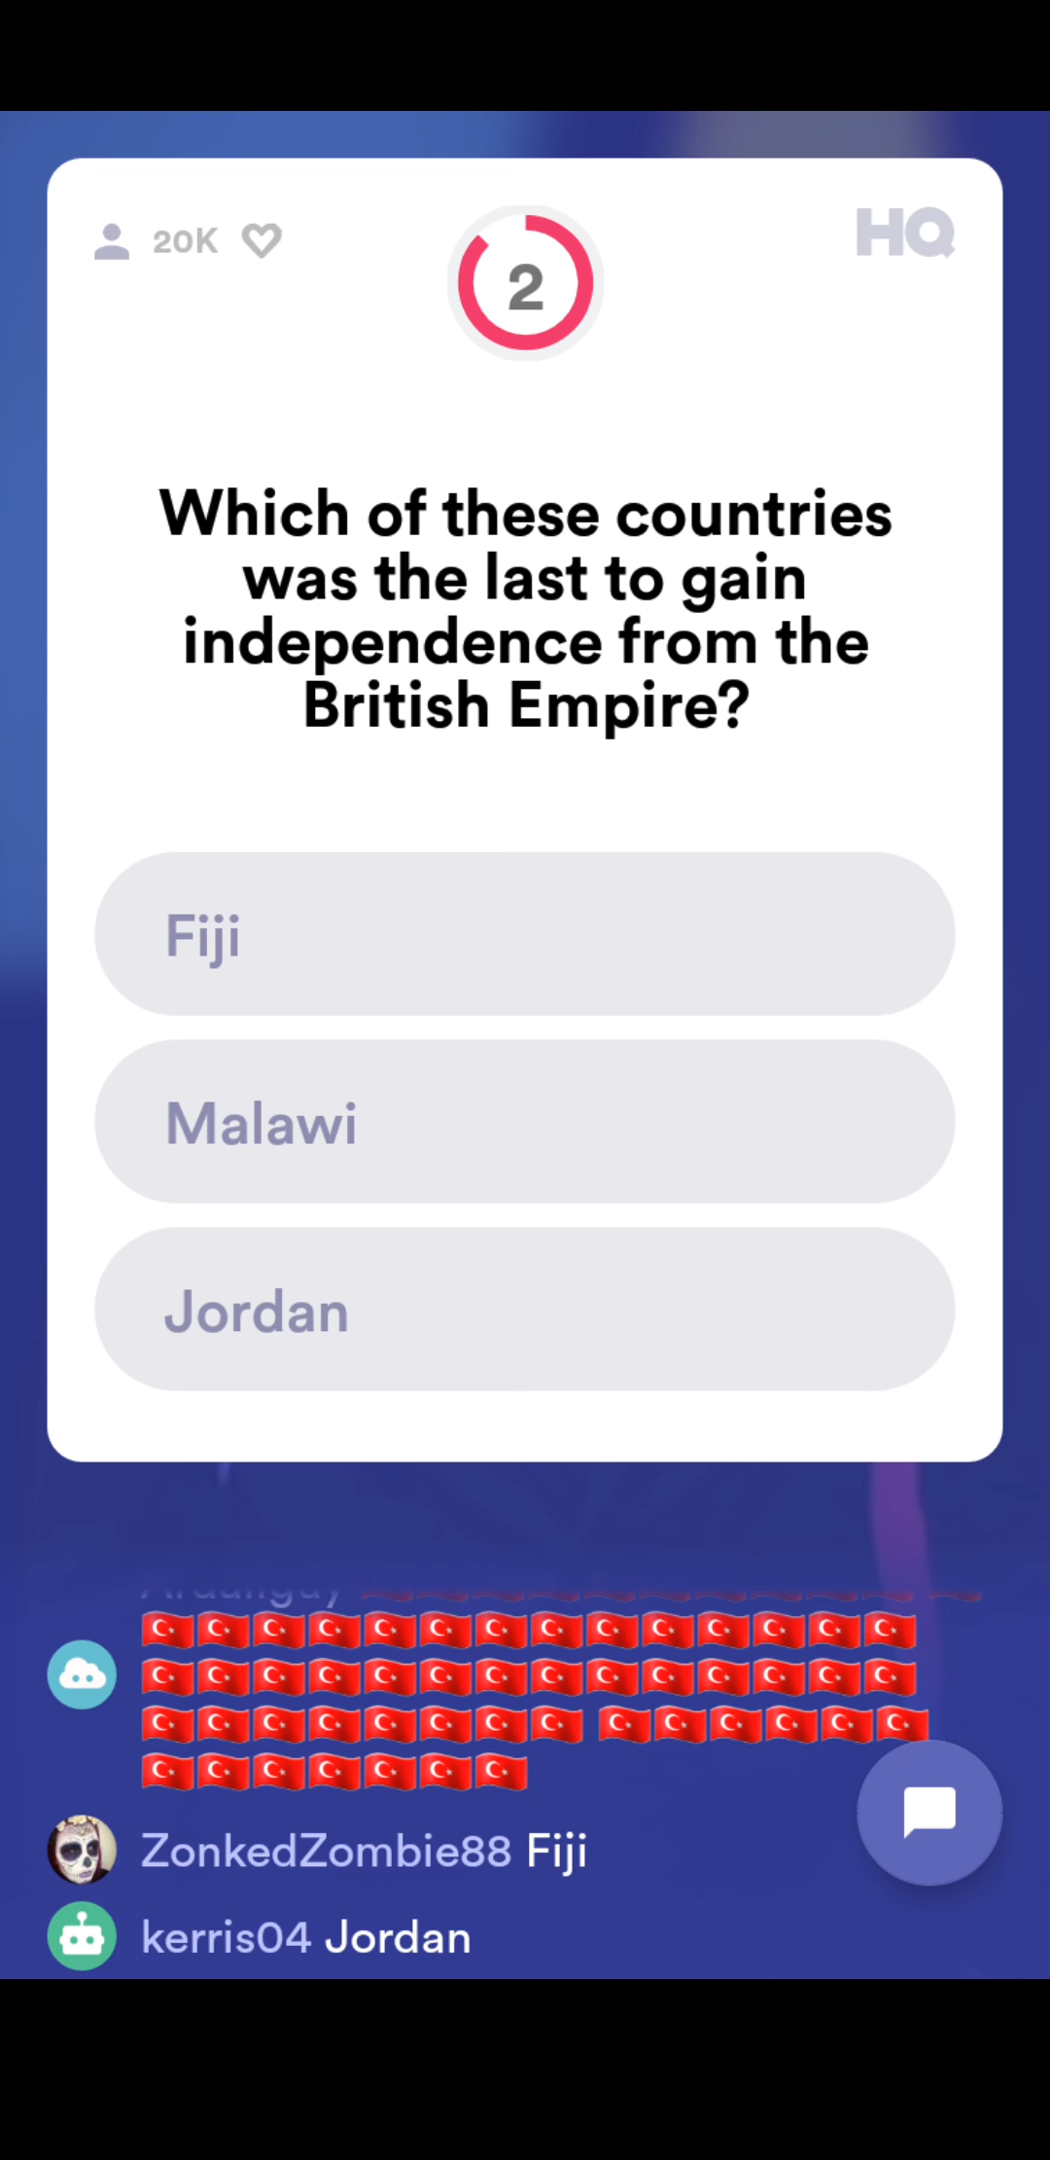 20K
2
HQ
Which of these countries
was the last to gain
independence from the
British Empire?
Fiji
Malawi
Jordan
ZonkedZombie88 Fiji
kerris04 Jordan